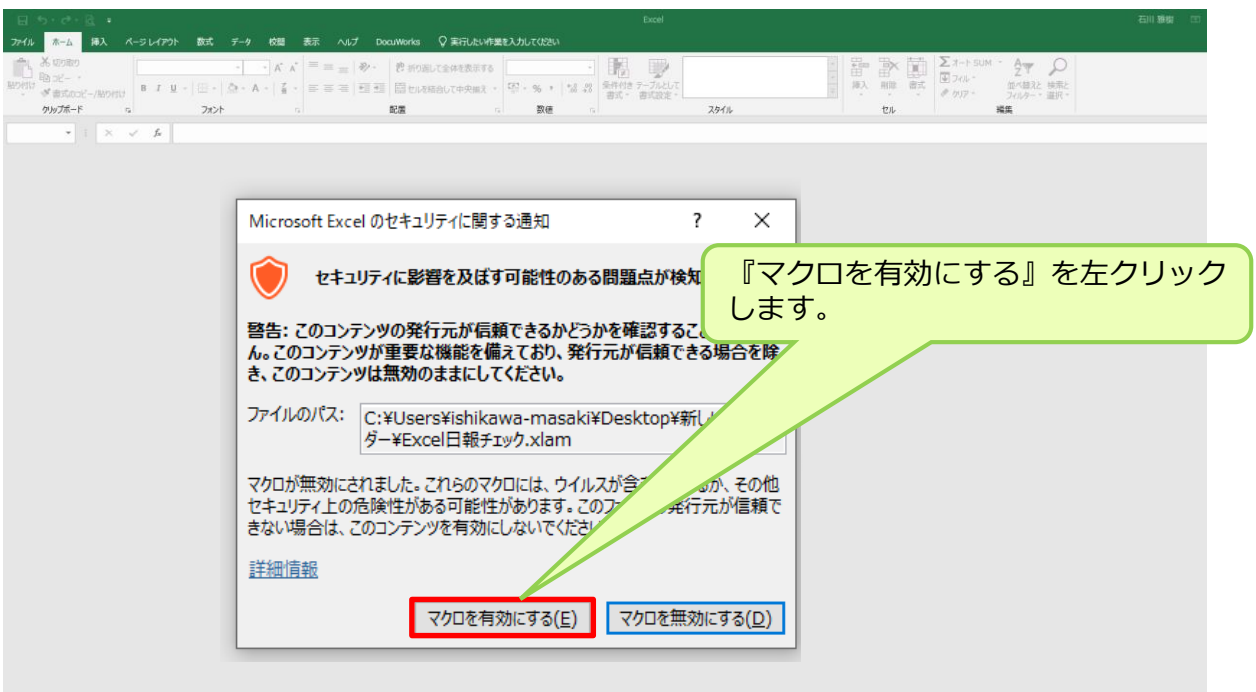 Excel
石川 勝樹
ファイル ホーム 挿入 ページ レイアウト 数式 データ 校閲 表示 ヘルプ DocuWorks 実行したい作業を入力してください
貼り付け
切り取り
コピー
書式のコピー/貼り付け
クリップボード
B I U
フォント
折り返して全体を表示する
セルを結合して中央揃え
配置
%
数値
条件付き書式
テーブルとして書式設定
スタイル
挿入 削除 書式
セル
オート SUM
フィル
クリア
並べ替えとフィルター
検索と選択
編集
fx
Microsoft Excel のセキュリティに関する通知 ? ×
セキュリティに影響を及ぼす可能性のある問題点が検知
警告: このコンテンツの発行元が信頼できるかどうかを確認するこ
ん。このコンテンツが重要な機能を備えており、発行元が信頼できる場合を除
き、このコンテンツは無効のままにしてください。
ファイルのパス: C:¥Users¥ishikawa-masaki¥Desktop¥新し
ダー¥Excel日報チェック.xlam
マクロが無効にされました。これらのマクロには、ウイルスが含 か、その他
セキュリティ上の危険性がある可能性があります。この 発行元が信頼で
きない場合は、このコンテンツを有効にしないでくださ
詳細情報
マクロを有効にする(E) マクロを無効にする(D)
『マクロを有効にする』を左クリック
します。